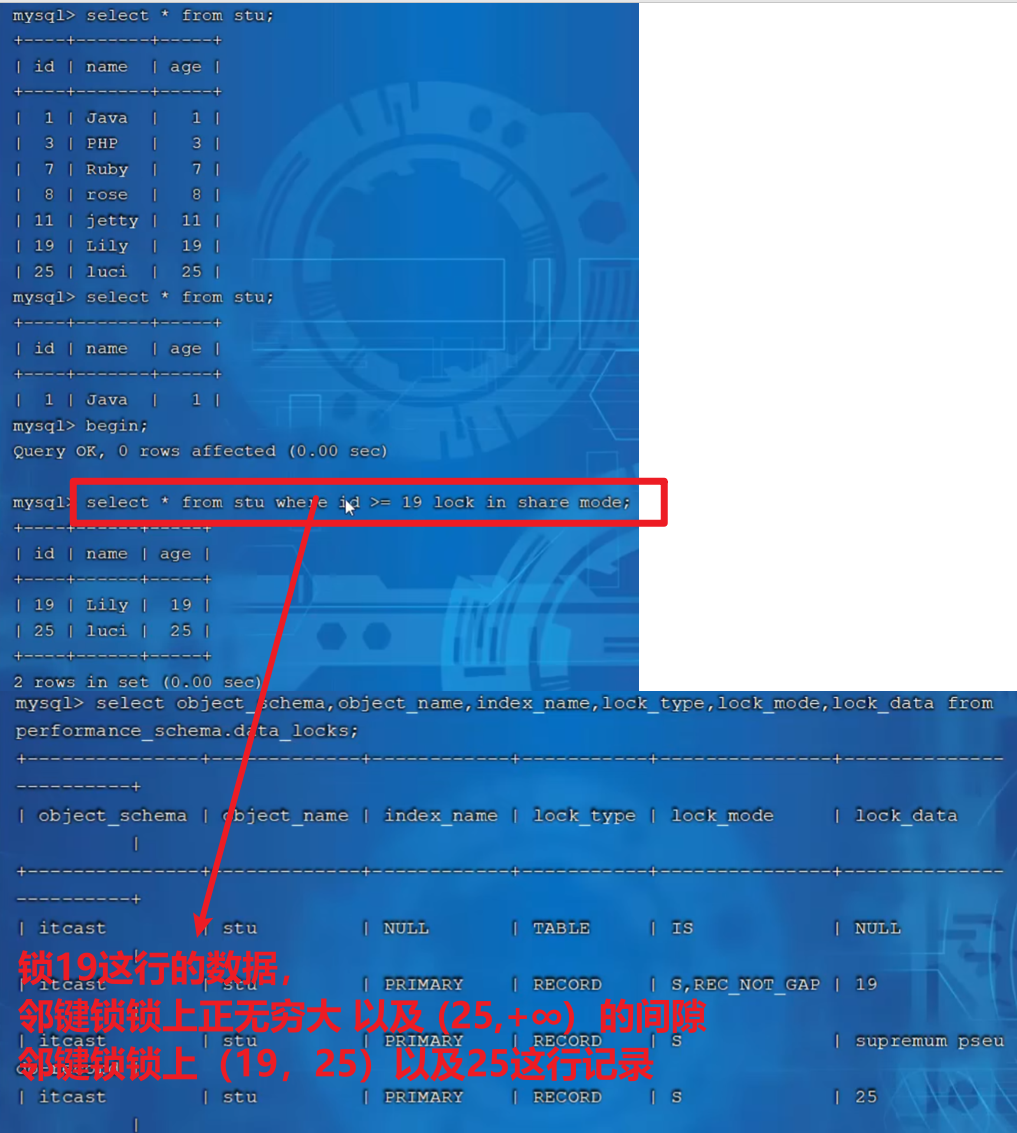 mysql> select * from stu;
+----+-------+-----+
| id | name  | age |
+----+-------+-----+
|  1 | Java  |   1 |
|  3 | PHP   |   3 |
|  7 | Ruby  |   7 |
|  8 | rose  |   8 |
| 11 | jetty |  11 |
| 19 | Lily  |  19 |
| 25 | luci  |  25 |
mysql> select * from stu;
+----+-------+-----+
| id | name  | age |
+----+-------+-----+
|  1 | Java  |   1 |
mysql> begin;
Query OK, 0 rows affected (0.00 sec)
mysql> select * from stu where id >= 19 lock in share mode;
+----+------+-----+
| id | name | age |
+----+------+-----+
| 19 | Lily |  19 |
| 25 | luci |  25 |
+----+------+-----+
2 rows in set (0.00 sec)
mysql> select object_schema,object_name,index_name,lock_type,lock_mode,lock_data from
performance_schema.data_locks;
+---------------+-------------+------------+-----------+---------------+--------------
----------+
| object_schema | object_name | index_name | lock_type | lock_mode     | lock_data
          |
+---------------+-------------+------------+-----------+---------------+--------------
----------+
| itcast        | stu         | NULL       | TABLE     | IS            | NULL
          |
锁19这行的数据，
| itcast        | stu         | PRIMARY    | RECORD    | S,REC_NOT_GAP | 19
          |
邻键锁锁上正无穷大 以及 (25,+∞）的间隙
| itcast        | stu         | PRIMARY    | RECORD    | S             | supremum pseu
do-record |
邻键锁锁上（19，25）以及25这行记录
| itcast        | stu         | PRIMARY    | RECORD    | S             | 25
          |